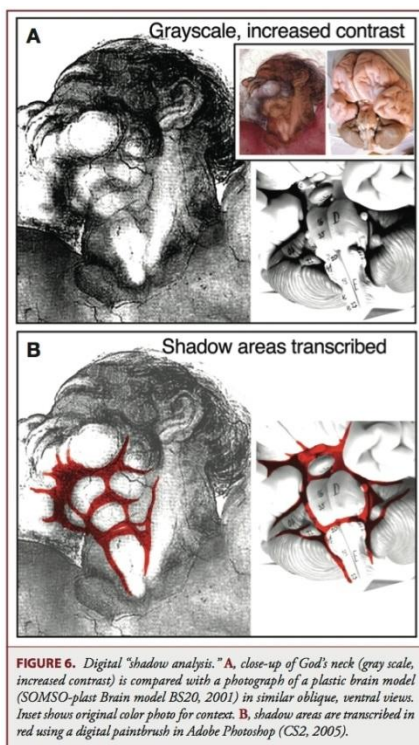 A
Grayscale, increased contrast
B
Shadow areas transcribed
FIGURE 6. Digital “shadow analysis.” A, close-up of God’s neck (gray scale,
increased contrast) is compared with a photograph of a plastic brain model
(SOMSO-plast Brain model BS20, 2001) in similar oblique, ventral views.
Inset shows original color photo for context. B, shadow areas are transcribed in
red using a digital paintbrush in Adobe Photoshop (CS2, 2005).